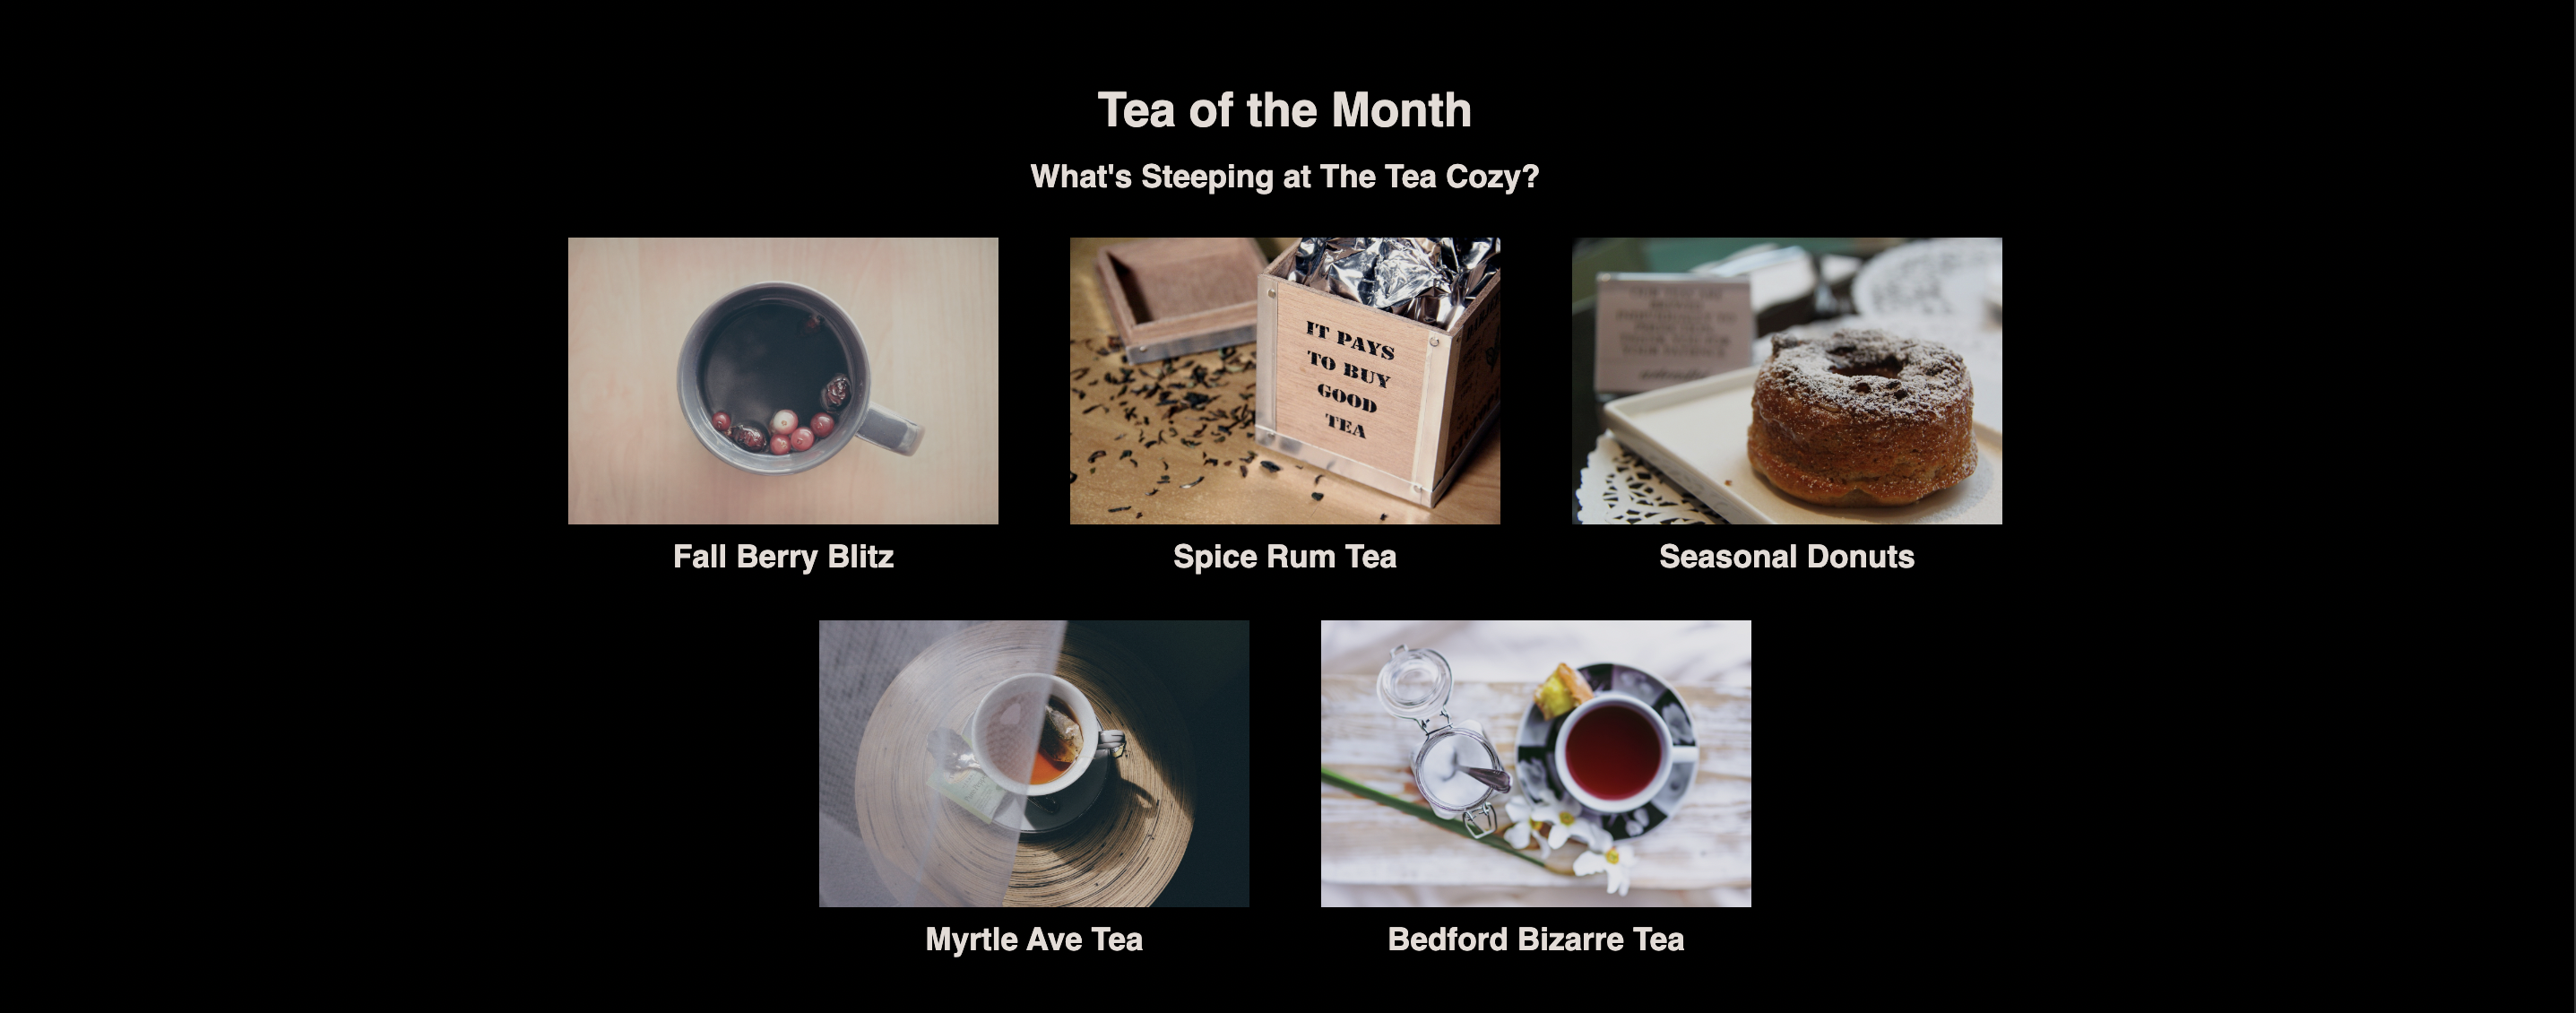 Tea of the Month
What's Steeping at The Tea Cozy?
IT PAYS
TO BUY
GOOD
TEA
Fall Berry Blitz
Spice Rum Tea
Seasonal Donuts
Myrtle Ave Tea
Bedford Bizarre Tea